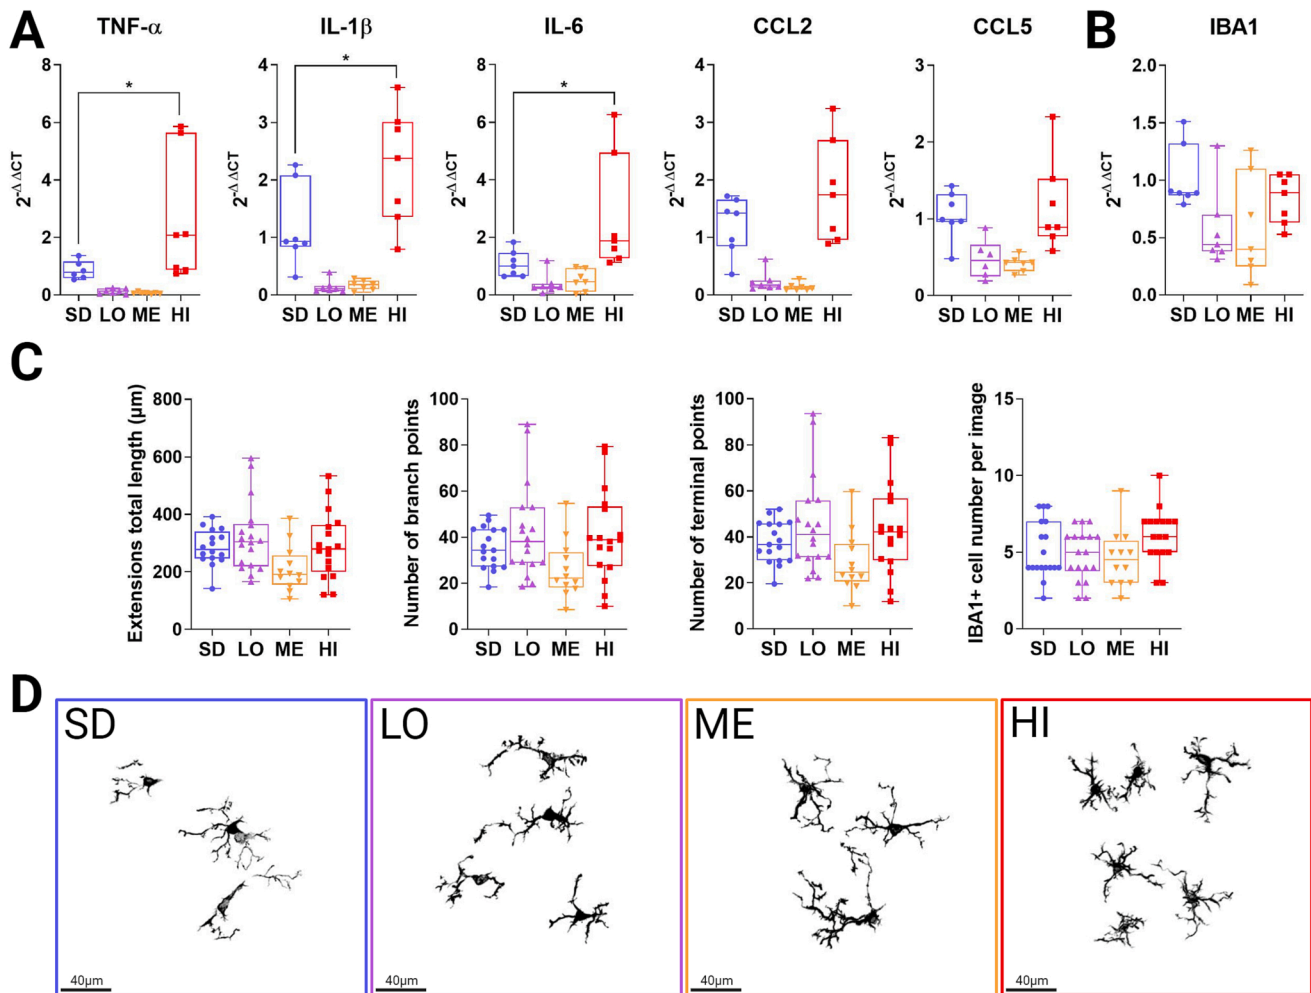 A
TNF-α
IL-1β
IL-6
CCL2
CCL5
B
IBA1
2^-ΔΔCT
8
6
4
2
0
*
SD LO ME HI
2^-ΔΔCT
4
3
2
1
0
*
SD LO ME HI
2^-ΔΔCT
8
6
4
2
0
*
SD LO ME HI
2^-ΔΔCT
4
3
2
1
0
SD LO ME HI
2^-ΔΔCT
3
2
1
0
SD LO ME HI
2^-ΔΔCT
2.0
1.5
1.0
0.5
0.0
SD LO ME HI
C
Extensions total length (μm)
800
600
400
200
0
SD LO ME HI
Number of branch points
100
80
60
40
20
0
SD LO ME HI
Number of terminal points
100
80
60
40
20
0
SD LO ME HI
IBA1+ cell number per image
15
10
5
0
SD LO ME HI
D
SD
LO
ME
HI
40μm
40μm
40μm
40μm